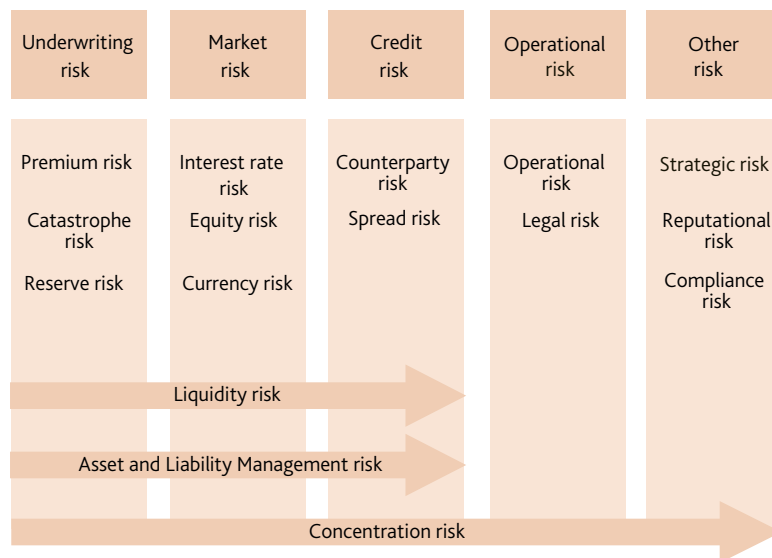 Underwriting
risk
Market
risk
Credit
risk
Operational
risk
Other
risk
Premium risk
Catastrophe
risk
Reserve risk
Interest rate
risk
Equity risk
Currency risk
Counterparty
risk
Spread risk
Operational
risk
Legal risk
Strategic risk
Reputational
risk
Compliance
risk
Liquidity risk
Asset and Liability Management risk
Concentration risk